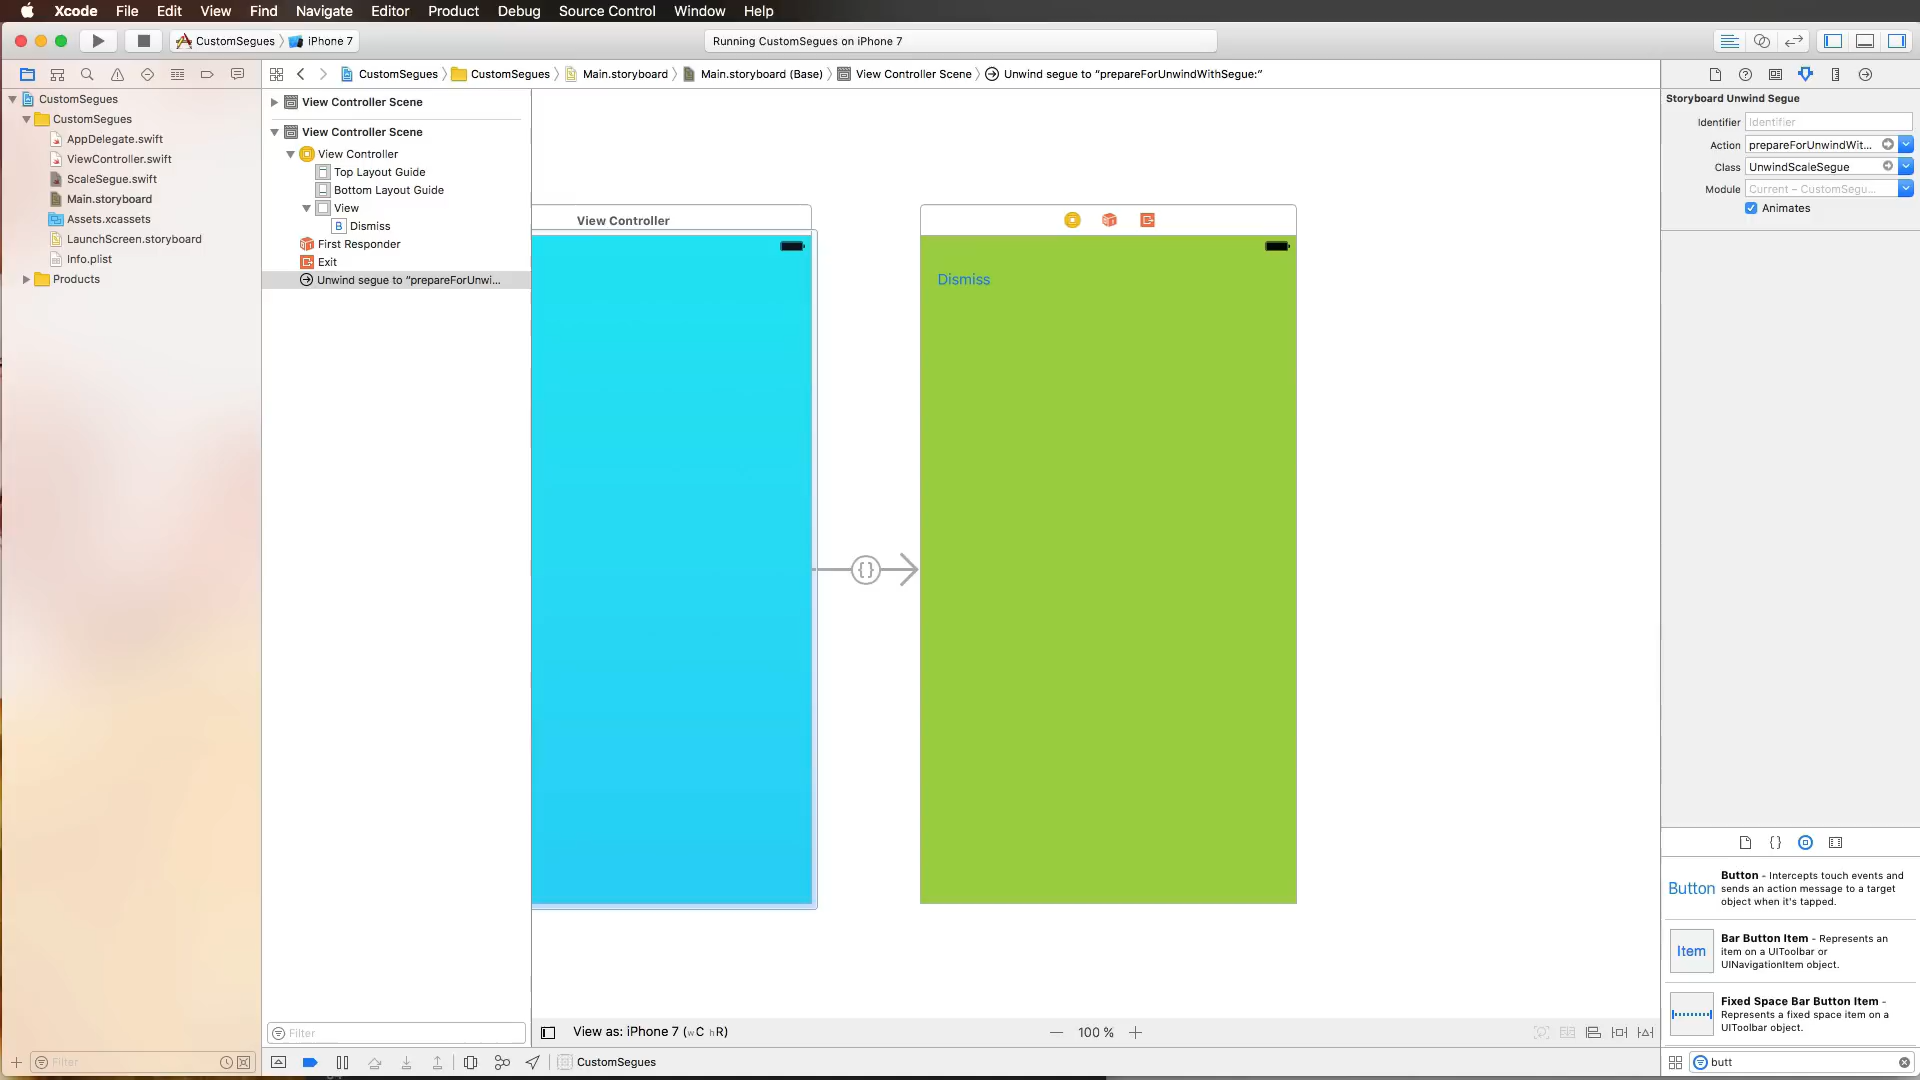 Xcode File Edit View Find Navigate Editor Product Debug Source Control Window Help
CustomSegues iPhone 7
Running CustomSegues on iPhone 7
CustomSegues CustomSegues Main.storyboard Main.storyboard (Base) View Controller Scene Unwind segue to “prepareForUnwindWithSegue:”
CustomSegues
CustomSegues
AppDelegate.swift
ViewController.swift
ScaleSegue.swift
Main.storyboard
Assets.xcassets
LaunchScreen.storyboard
Info.plist
Products
Filter
View Controller Scene
View Controller Scene
View Controller
Top Layout Guide
Bottom Layout Guide
View
B Dismiss
First Responder
Exit
Unwind segue to “prepareForUnwi...
Filter
View Controller
{}
Dismiss
View as: iPhone 7 (wC hR)
100 %
CustomSegues
Storyboard Unwind Segue
Identifier Identifier
Action prepareForUnwindWit...
Class UnwindScaleSegue
Module Current – CustomSegu...
Animates
{}
Button
Button - Intercepts touch events and
sends an action message to a target
object when it's tapped.
Item
Bar Button Item - Represents an
item on a UIToolbar or
UINavigationItem object.
Fixed Space Bar Button Item -
Represents a fixed space item on a
UIToolbar object.
butt